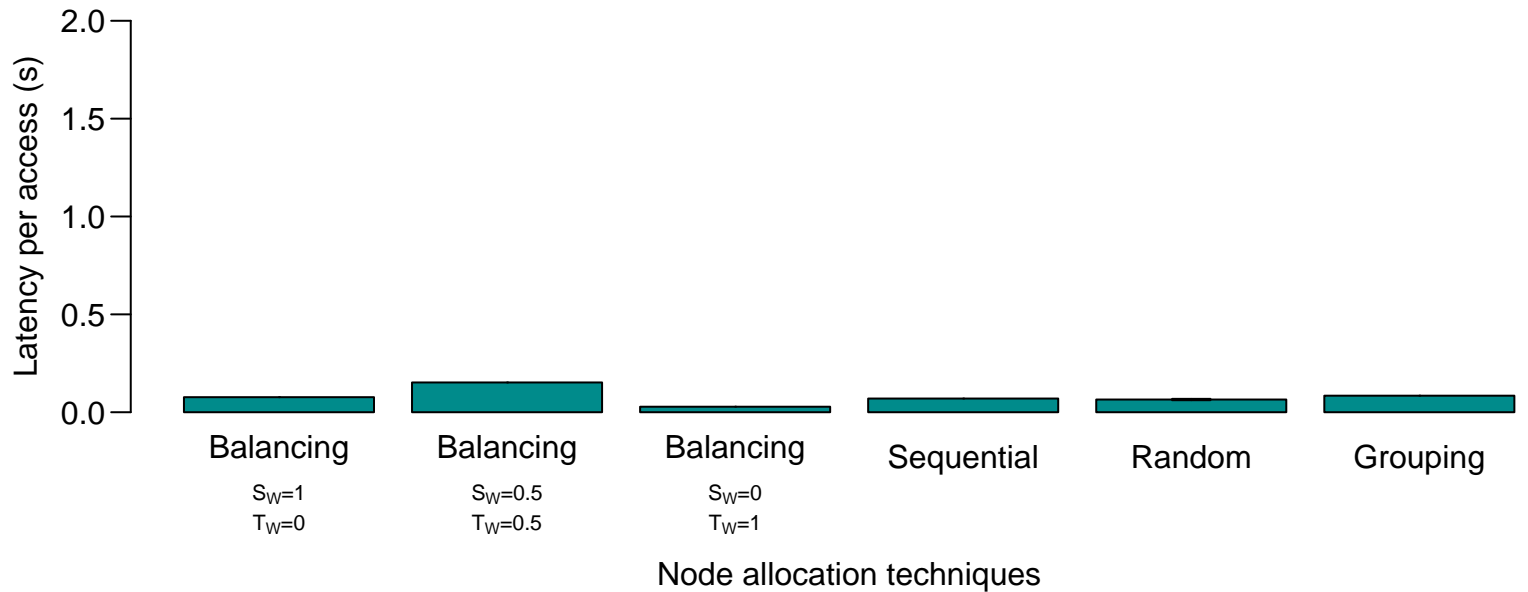 2.0
1.5
1.0
0.5
0.0
Latency per access (s)
Balancing Balancing Balancing Sequential Random Grouping
SW=1 SW=0.5 SW=0
TW=0 TW=0.5 TW=1
Node allocation techniques